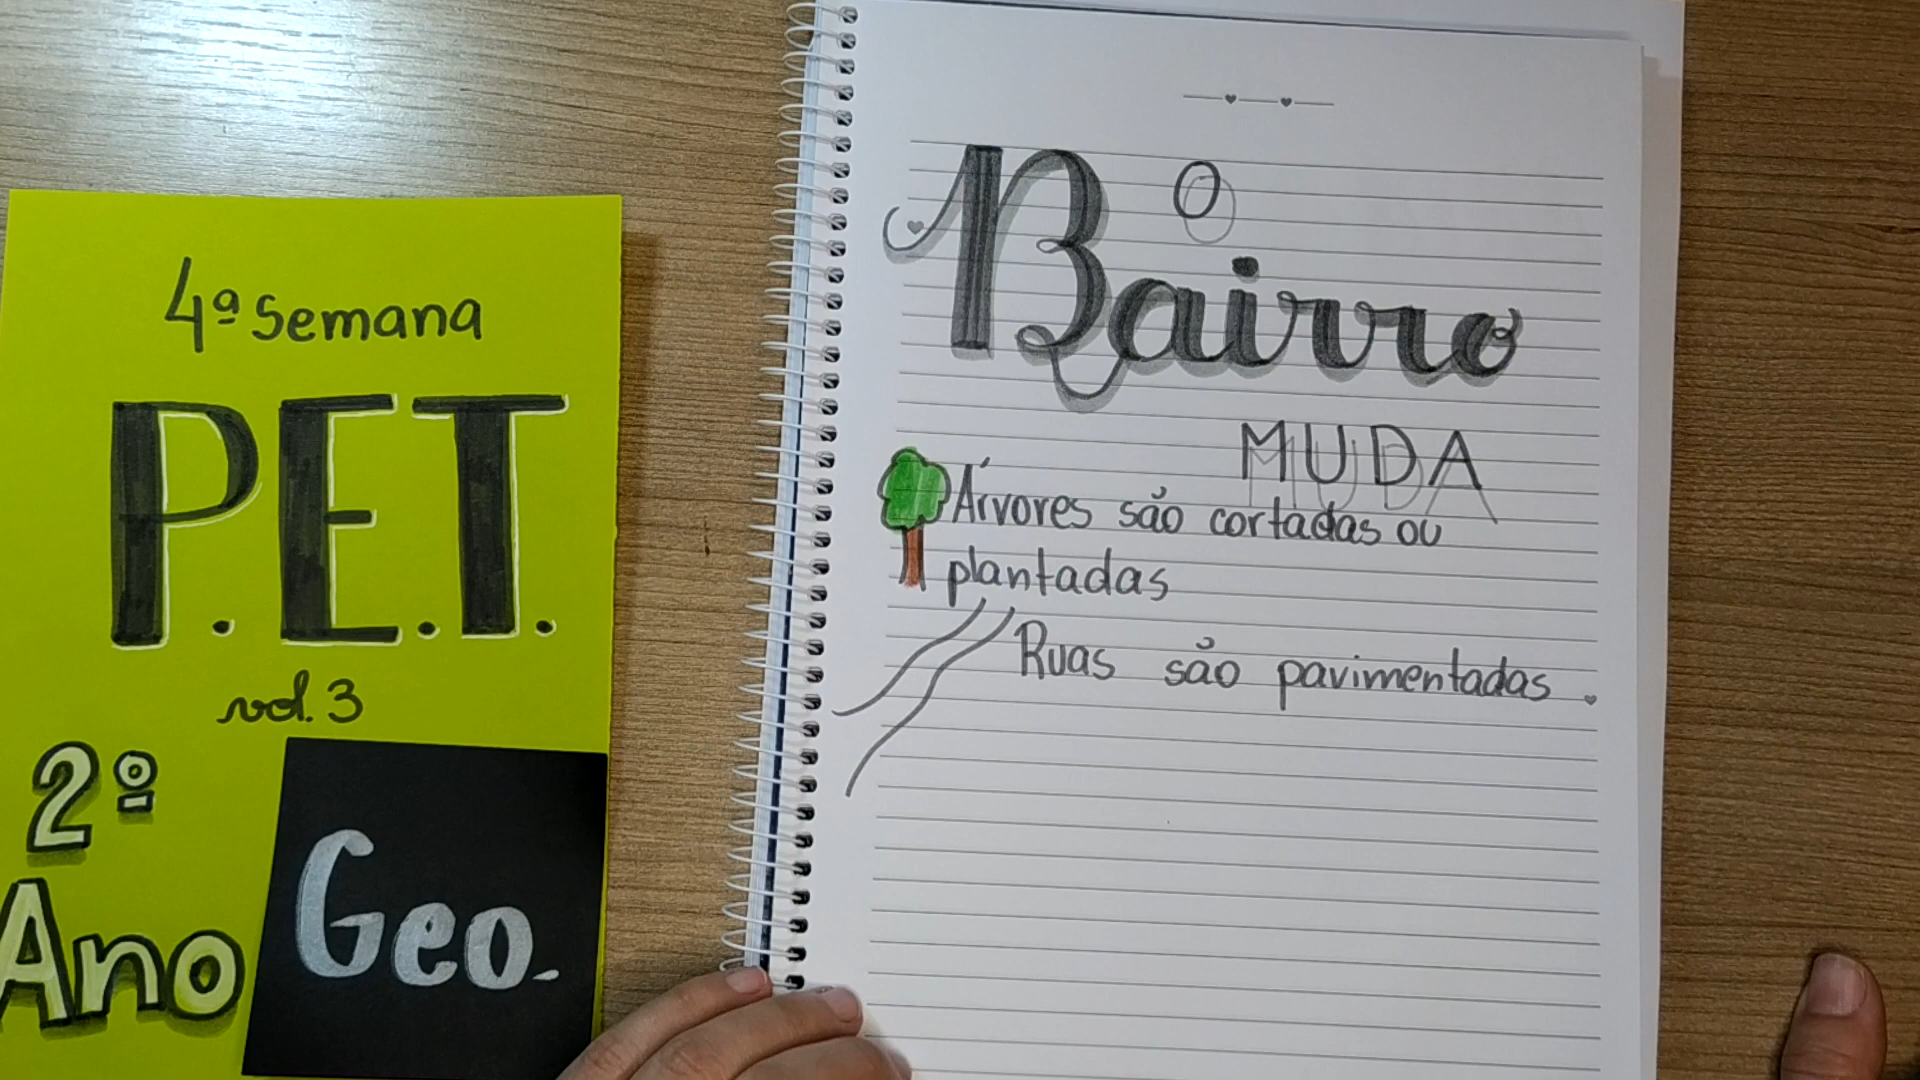 4ª Semana
P.E.T.
vol. 3
2º
Ano
Geo.
O
Bairro
MUDA
Árvores são cortadas ou
plantadas
Ruas são pavimentadas.